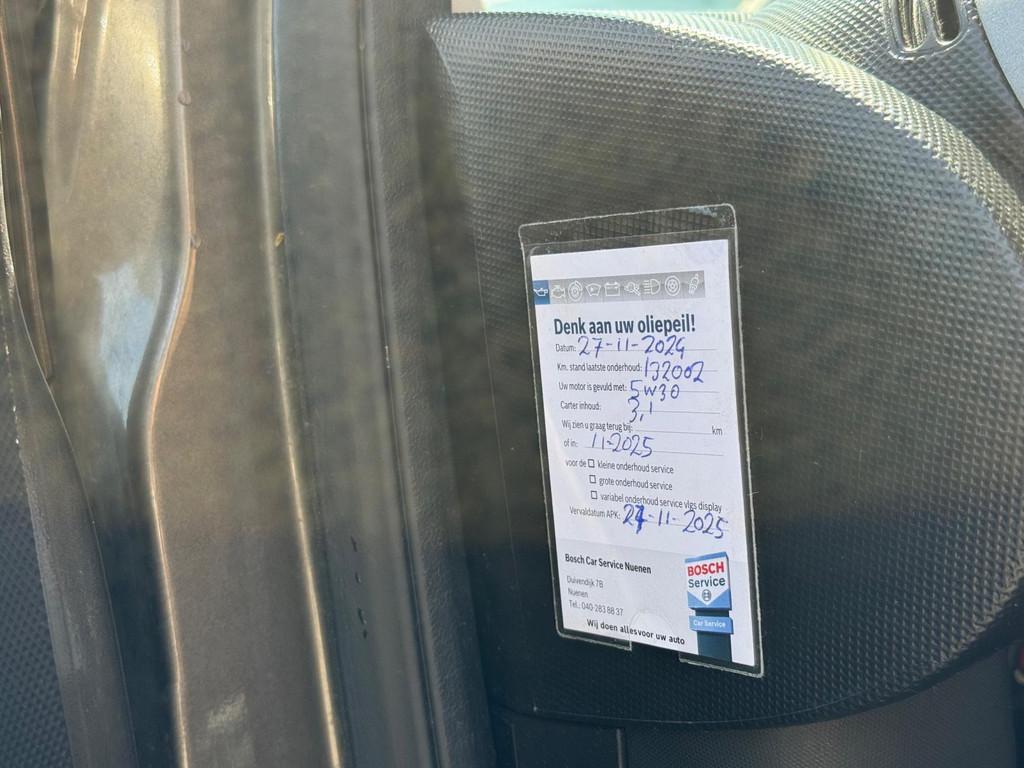 Denk aan uw oliepeil!
Datum: 27-11-2024
Km. stand laatste onderhoud: 132002
Uw motor is gevuld met: 5W30
Carter inhoud: 3,1
Wij zien u graag terug bij: km
of in: 11-2025
voor de ☐ kleine onderhoud service
☐ grote onderhoud service
☐ variabel onderhoud service vlgs display
Vervaldatum APK: 27-11-2025
Bosch Car Service Nuenen
Duivendijk 7B
Nuenen
Tel.: 040-283 88 37
Wij doen alles voor uw auto
BOSCH
Service
Car Service